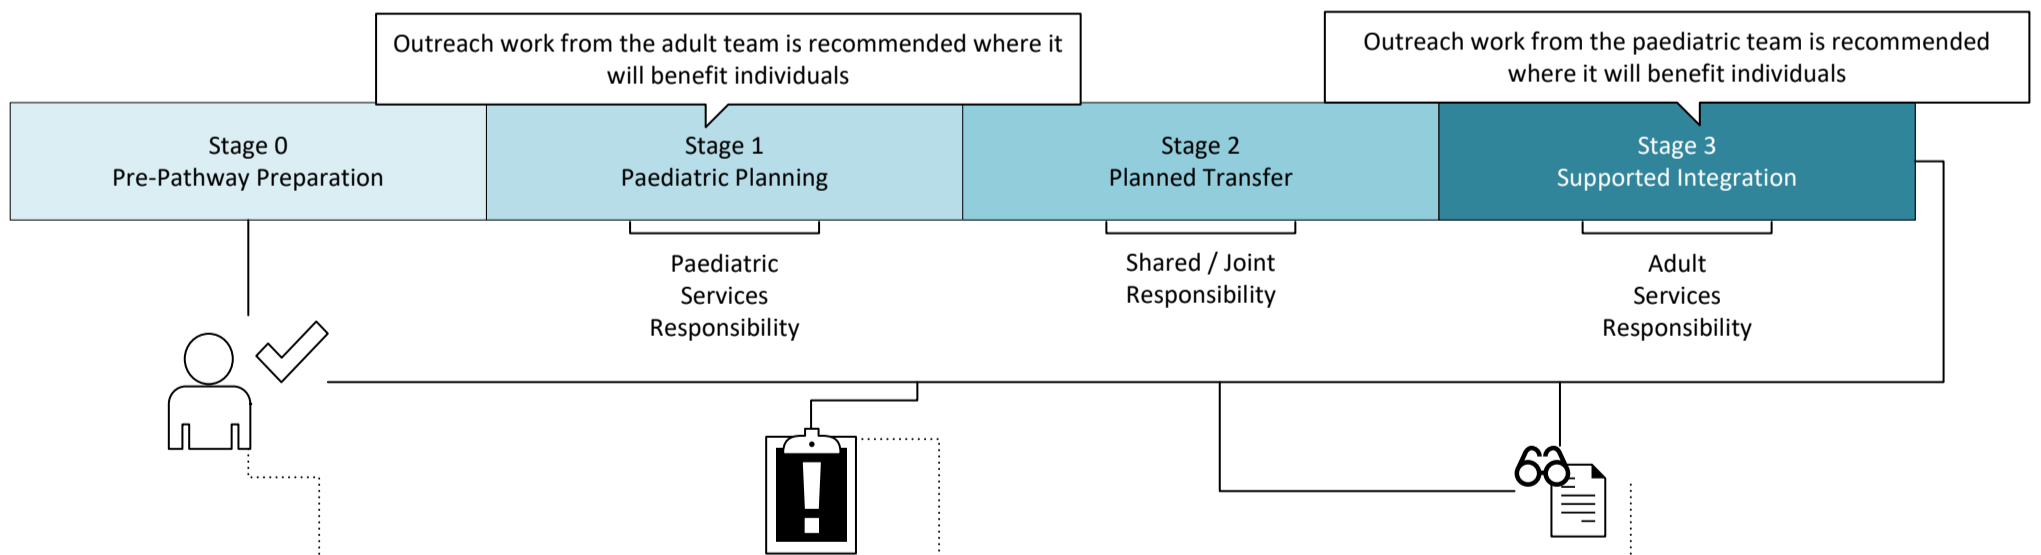 Outreach work from the adult team is recommended where it
will benefit individuals
Outreach work from the paediatric team is recommended
where it will benefit individuals
Stage 0
Pre-Pathway Preparation
Stage 1
Paediatric Planning
Stage 2
Planned Transfer
Stage 3
Supported Integration
Paediatric
Services
Responsibility
Shared / Joint
Responsibility
Adult
Services
Responsibility